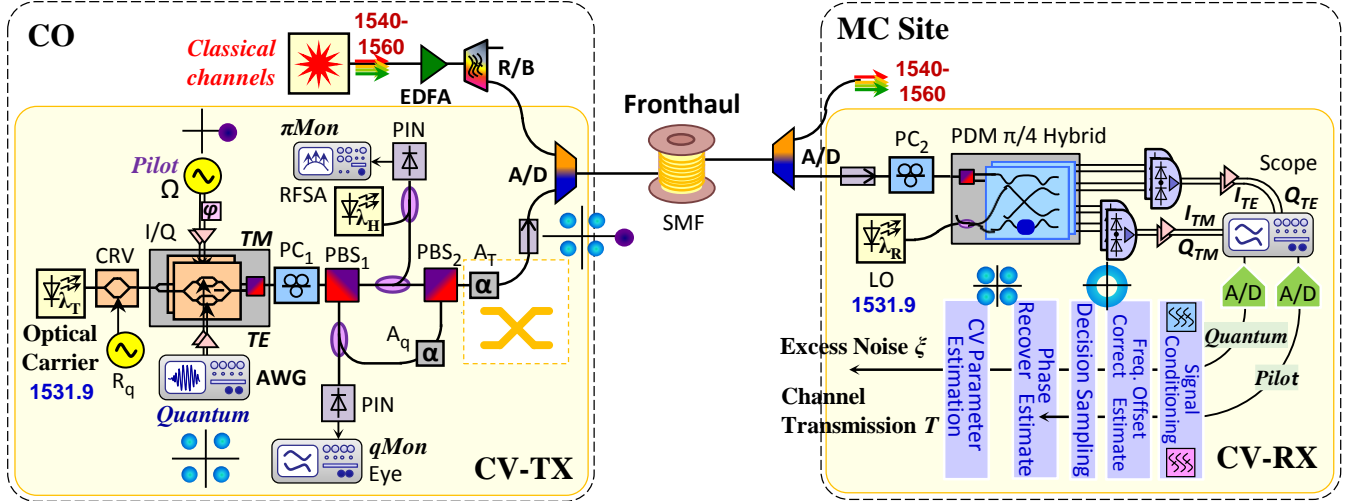 CO
Classical
channels
1540-
1560
EDFA
R/B
Pilot
Ω
φ
I/Q
TM
TE
CRV
λT
Optical
Carrier
1531.9
Rq
AWG
Quantum
πMon
RFSA
PIN
λH
PC1
PBS1
PBS2
AT
α
Aq
α
PIN
qMon
Eye
A/D
CV-TX
Fronthaul
SMF
MC Site
1540-
1560
A/D
PC2
PDM π/4 Hybrid
λR
LO
1531.9
Scope
QTE
ITE
ITM
QTM
A/D
A/D
Quantum
Pilot
Signal
Conditioning
Freq. Offset
Correct Estimate
Decision Sampling
Phase
Recover Estimate
CV Parameter
Estimation
Excess Noise ξ
Channel
Transmission T
CV-RX